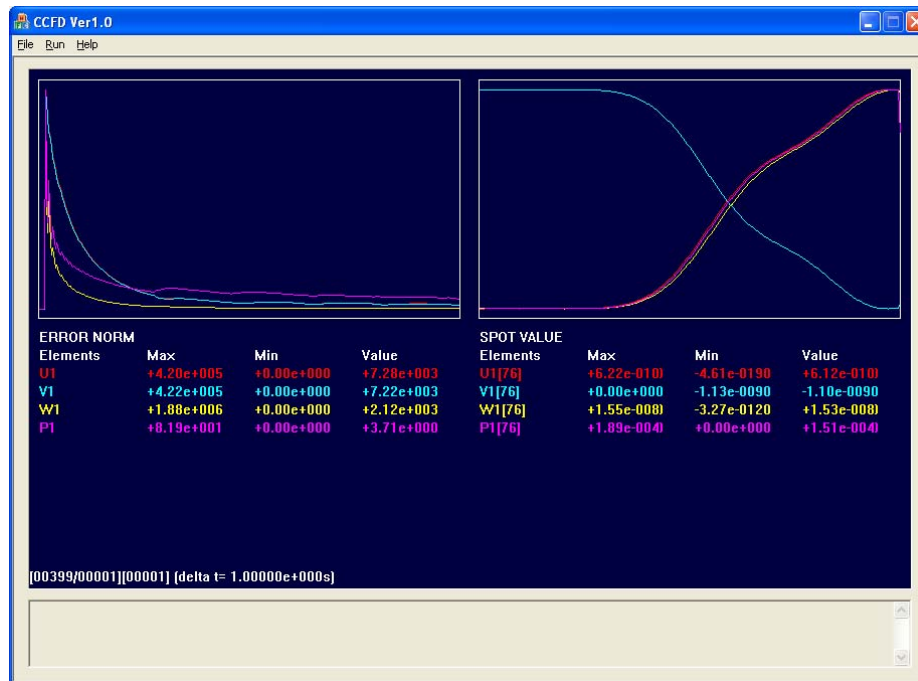 CCFD Ver1.0
File Run Help
ERROR NORM
Elements Max Min Value
U1 +4.20e+005 +0.00e+000 +7.28e+003
V1 +4.22e+005 +0.00e+000 +7.22e+003
W1 +1.88e+006 +0.00e+000 +2.12e+003
P1 +8.19e+001 +0.00e+000 +3.71e+000
SPOT VALUE
Elements Max Min Value
U1[76] +6.22e-010) -4.61e-0190 +6.12e-010)
V1[76] +0.00e+000 -1.13e-0090 -1.10e-0090
W1[76] +1.55e-008) -3.27e-0120 +1.53e-008)
P1[76] +1.89e-004) +0.00e+000 +1.51e-004)
[00399/00001][00001] (delta t= 1.00000e+000s)